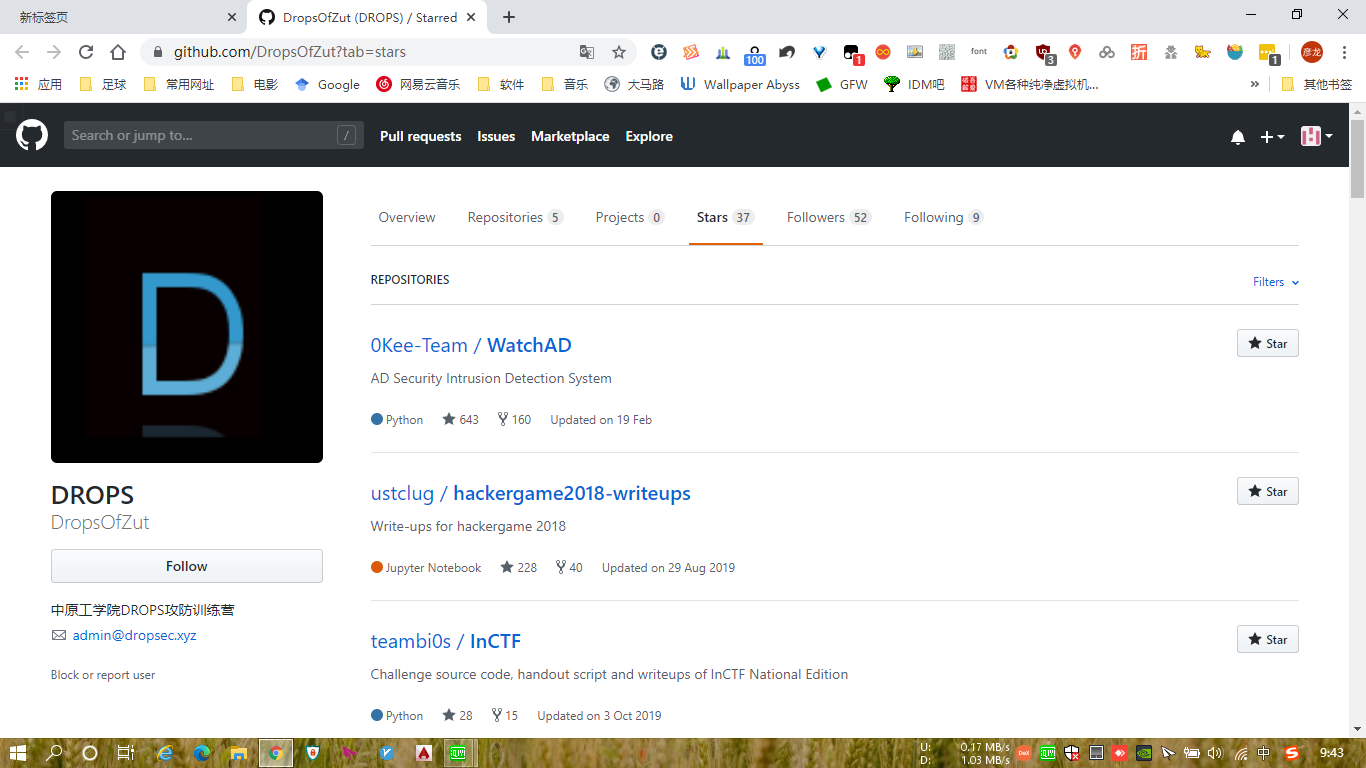 新标签页
DropsOfZut (DROPS) / Starred
github.com/DropsOfZut?tab=stars
100
1
font
3
折
彦龙
1
应用 足球 常用网址 电影 Google 网易云音乐 软件 音乐 大马路 Wallpaper Abyss GFW IDM吧 VM各种纯净虚拟机... » 其他书签
Search or jump to... / Pull requests Issues Marketplace Explore
Overview Repositories 5 Projects 0 Stars 37 Followers 52 Following 9
REPOSITORIES Filters
0Kee-Team / WatchAD Star
AD Security Intrusion Detection System
Python 643 160 Updated on 19 Feb
ustclug / hackergame2018-writeups Star
Write-ups for hackergame 2018
Jupyter Notebook 228 40 Updated on 29 Aug 2019
teambi0s / InCTF Star
Challenge source code, handout script and writeups of InCTF National Edition
Python 28 15 Updated on 3 Oct 2019
D
DROPS
DropsOfZut
Follow
中原工学院DROPS攻防训练营
admin@dropsec.xyz
Block or report user
U: 0.17 MB/s
D: 1.03 MB/s
中
9:43